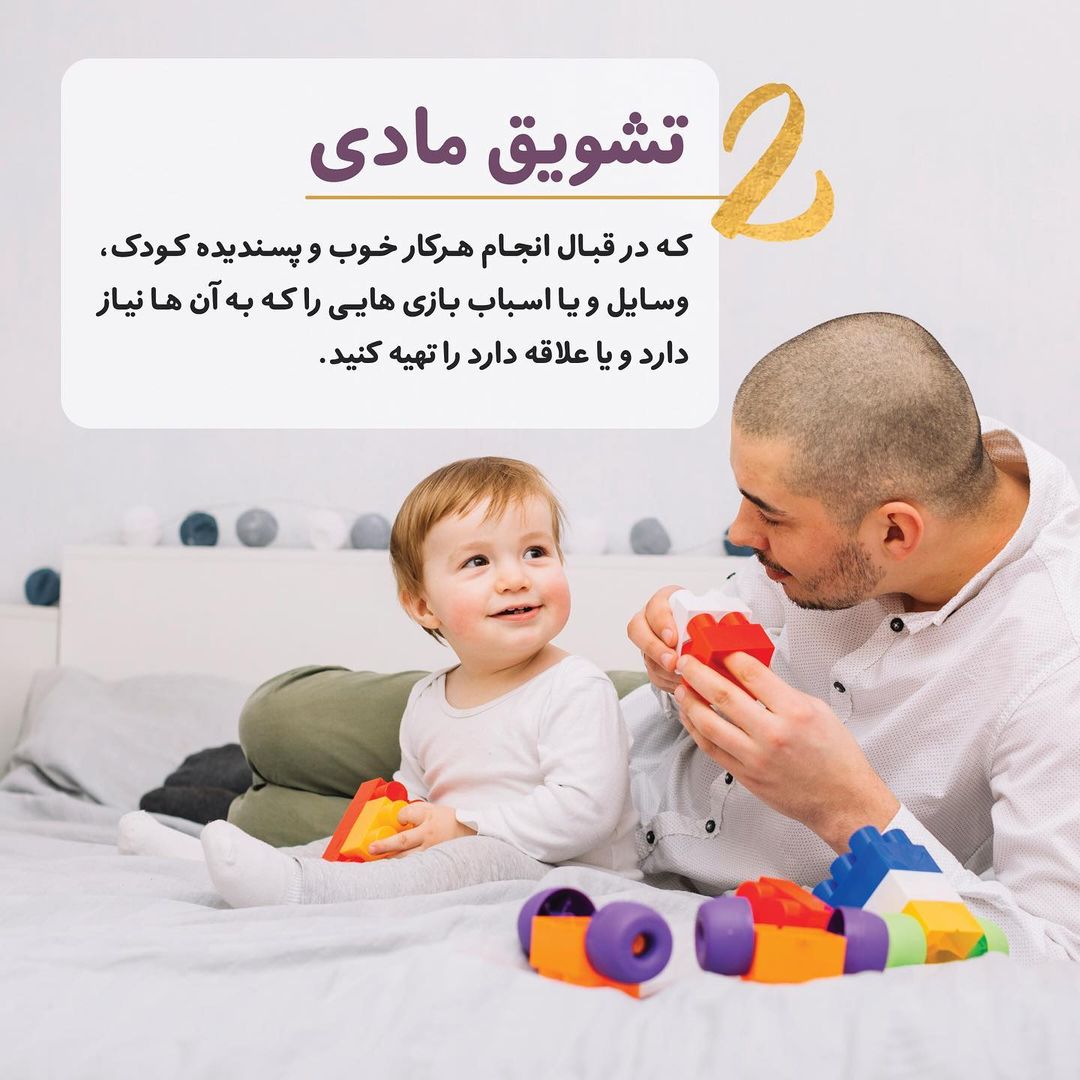 2
تشویق مادی
که در قبال انجام هرکار خوب و پسندیده کودک،
وسایل و یا اسباب بازی هایی را که به آن ها نیاز
دارد و یا علاقه دارد را تهیه کنید.